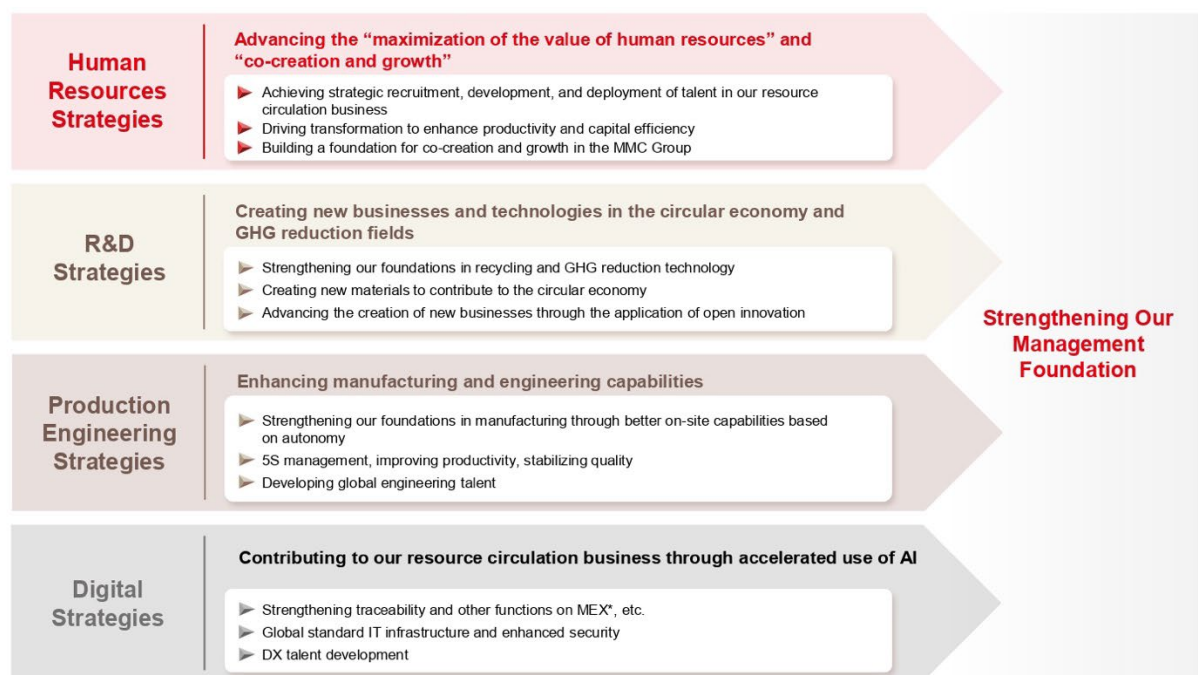 Human
Resources
Strategies
Advancing the “maximization of the value of human resources” and
“co-creation and growth”
Achieving strategic recruitment, development, and deployment of talent in our resource
circulation business
Driving transformation to enhance productivity and capital efficiency
Building a foundation for co-creation and growth in the MMC Group
R&D
Strategies
Creating new businesses and technologies in the circular economy and
GHG reduction fields
Strengthening our foundations in recycling and GHG reduction technology
Creating new materials to contribute to the circular economy
Advancing the creation of new businesses through the application of open innovation
Production
Engineering
Strategies
Enhancing manufacturing and engineering capabilities
Strengthening our foundations in manufacturing through better on-site capabilities based
on autonomy
5S management, improving productivity, stabilizing quality
Developing global engineering talent
Digital
Strategies
Contributing to our resource circulation business through accelerated use of AI
Strengthening traceability and other functions on MEX*, etc.
Global standard IT infrastructure and enhanced security
DX talent development
Strengthening Our
Management
Foundation